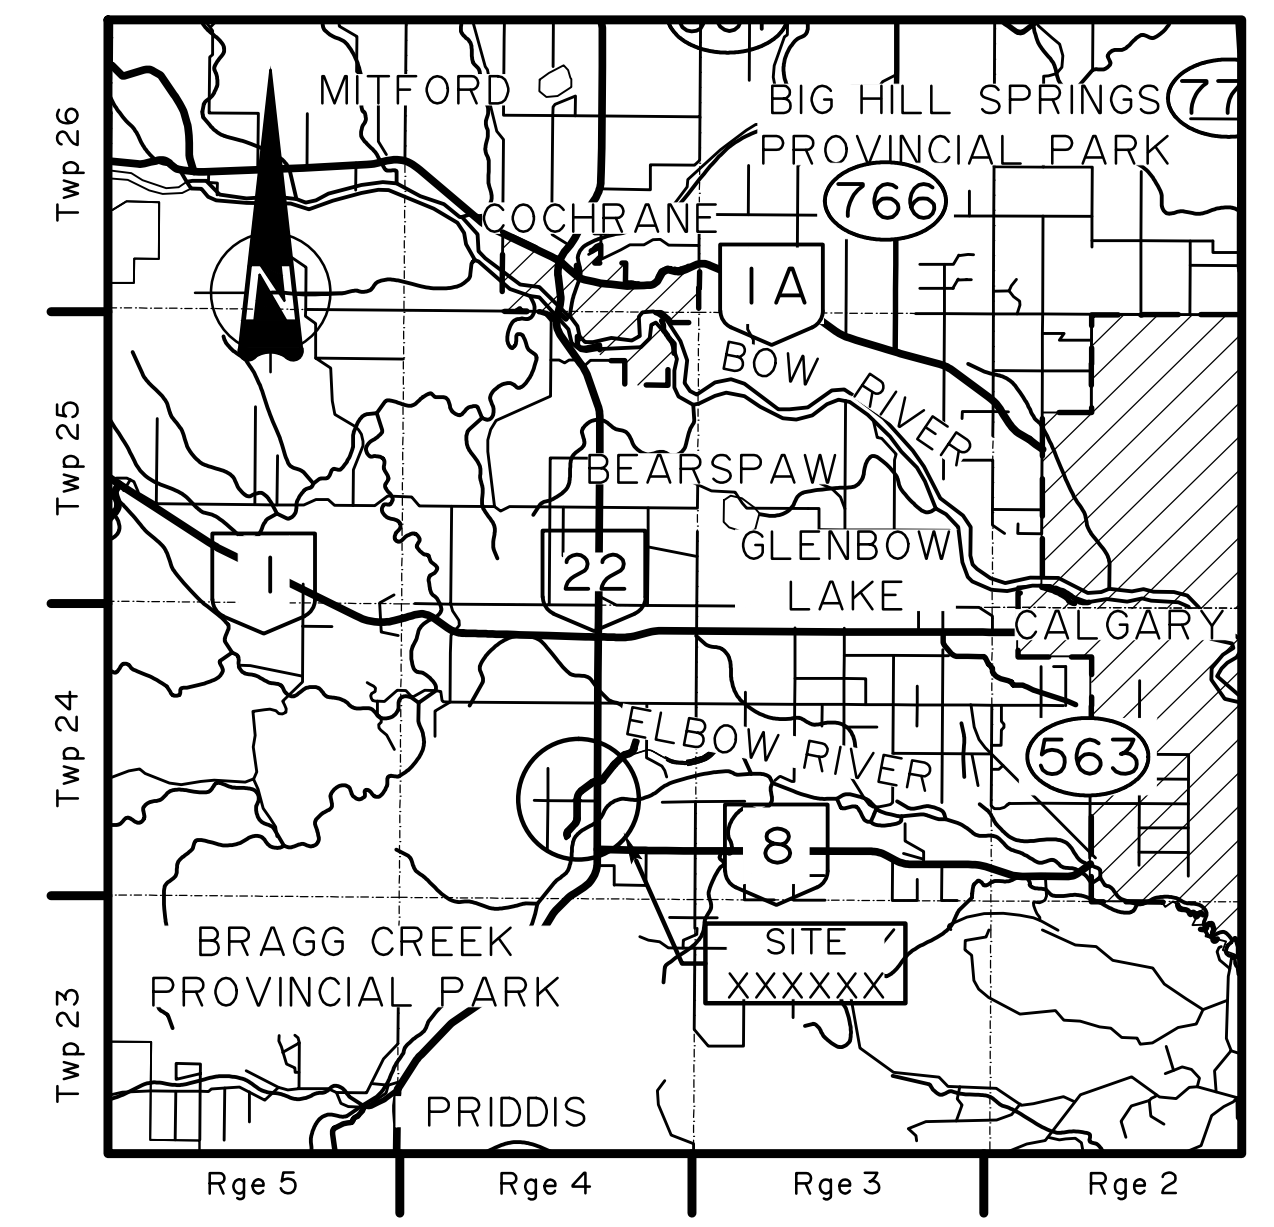 MITFORD
BIG HILL SPRINGS
PROVINCIAL PARK
77
Twp 26
766
COCHRANE
1A
BOW
RIVER
Twp 25
BEARSPAW
GLENBOW
LAKE
1
22
CALGARY
Twp 24
ELBOW RIVER
563
8
BRAGG CREEK
PROVINCIAL PARK
SITE
XXXXXX
Twp 23
PRIDDIS
Rge 5
Rge 4
Rge 3
Rge 2